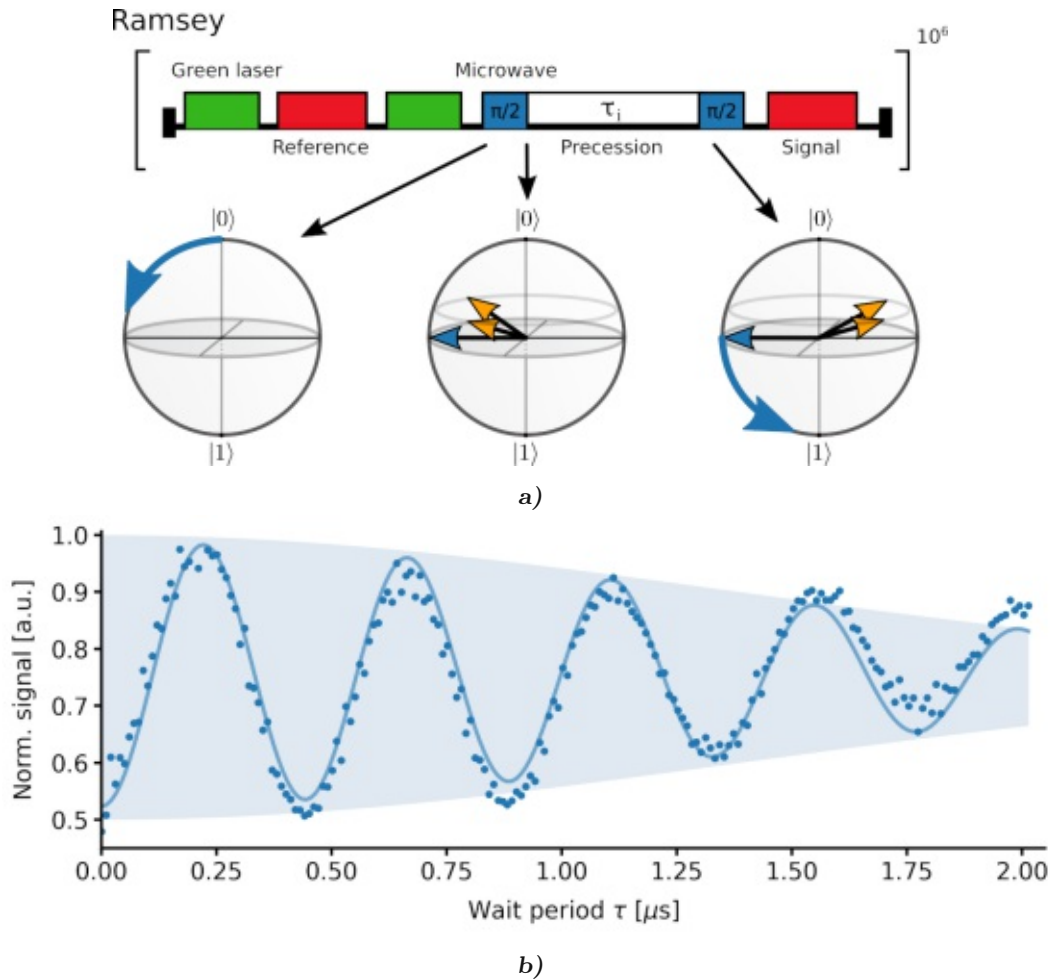 Ramsey
10⁶
Green laser Microwave
π/2 τᵢ π/2
Reference Precession Signal
|0⟩ |0⟩ |0⟩
|1⟩ |1⟩ |1⟩
a)
1.0
0.9
0.8
0.7
0.6
0.5
Norm. signal [a.u.]
0.00 0.25 0.50 0.75 1.00 1.25 1.50 1.75 2.00
Wait period τ [μs]
b)